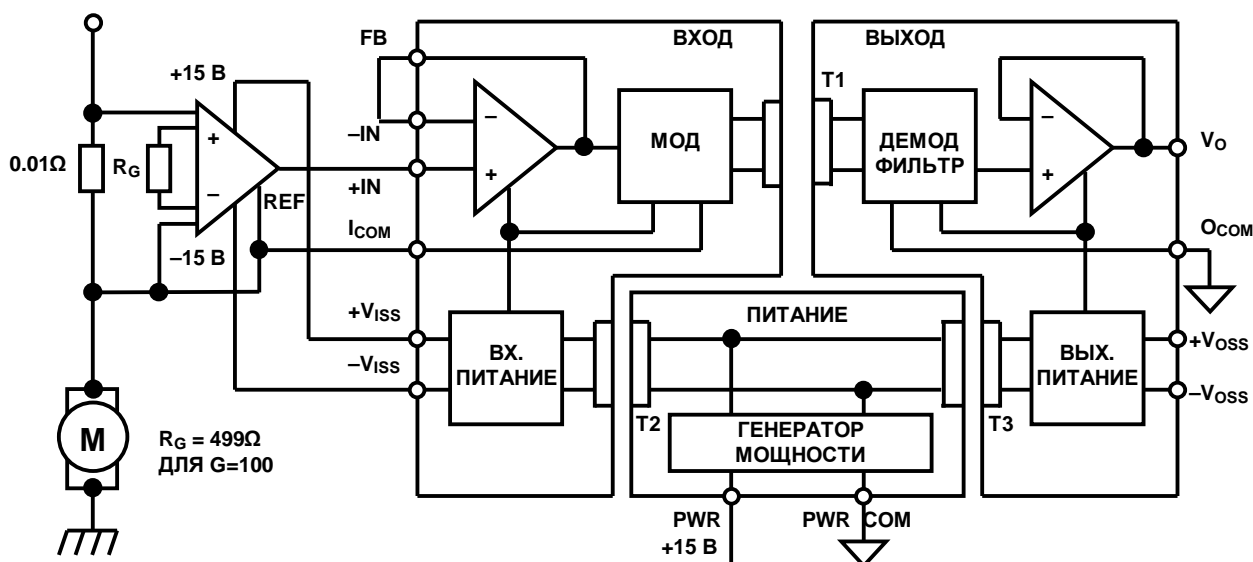 FB
ВХОД
ВЫХОД
+15 В
T1
–IN
МОД
ДЕМОД
ФИЛЬТР
VO
0.01Ω
RG
+
–
–
+
–
+
REF
+IN
ICOM
OCOM
–15 В
+VISS
ПИТАНИЕ
+VOSS
–VISS
ВХ.
ПИТАНИЕ
ВЫХ.
ПИТАНИЕ
–VOSS
T2
T3
M
RG = 499Ω
ДЛЯ G=100
ГЕНЕРАТОР
МОЩНОСТИ
PWR
PWR COM
+15 В